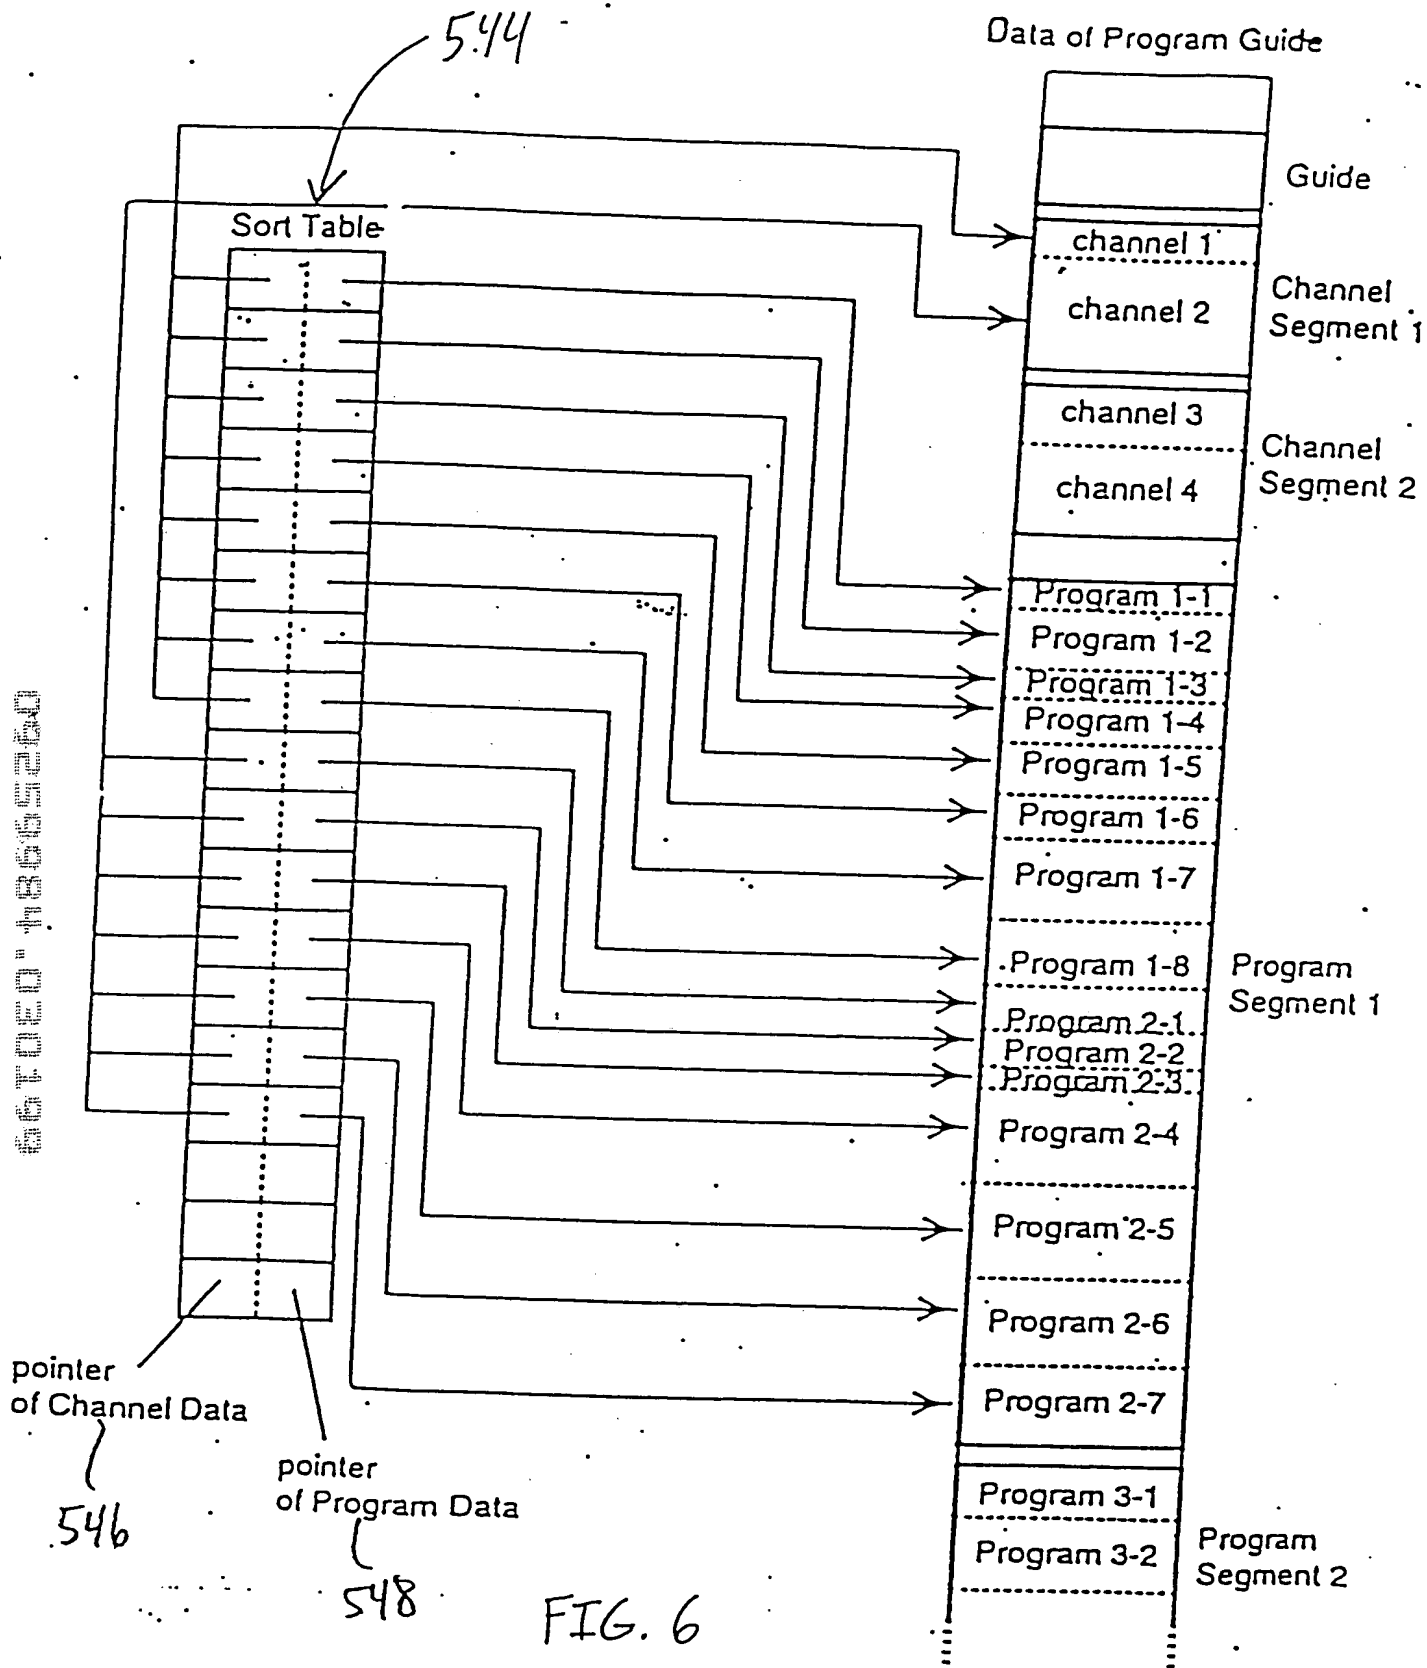 544
Data of Program Guide
Guide
Sort Table
channel 1
channel 2
Channel
Segment 1
channel 3
channel 4
Channel
Segment 2
Program 1-1
Program 1-2
Program 1-3
Program 1-4
Program 1-5
Program 1-6
Program 1-7
Program 1-8
Program 2-1
Program 2-2
Program 2-3
Program 2-4
Program 2-5
Program 2-6
Program 2-7
Program
Segment 1
Program 3-1
Program 3-2
Program
Segment 2
pointer
of Channel Data
546
pointer
of Program Data
548
FIG. 6